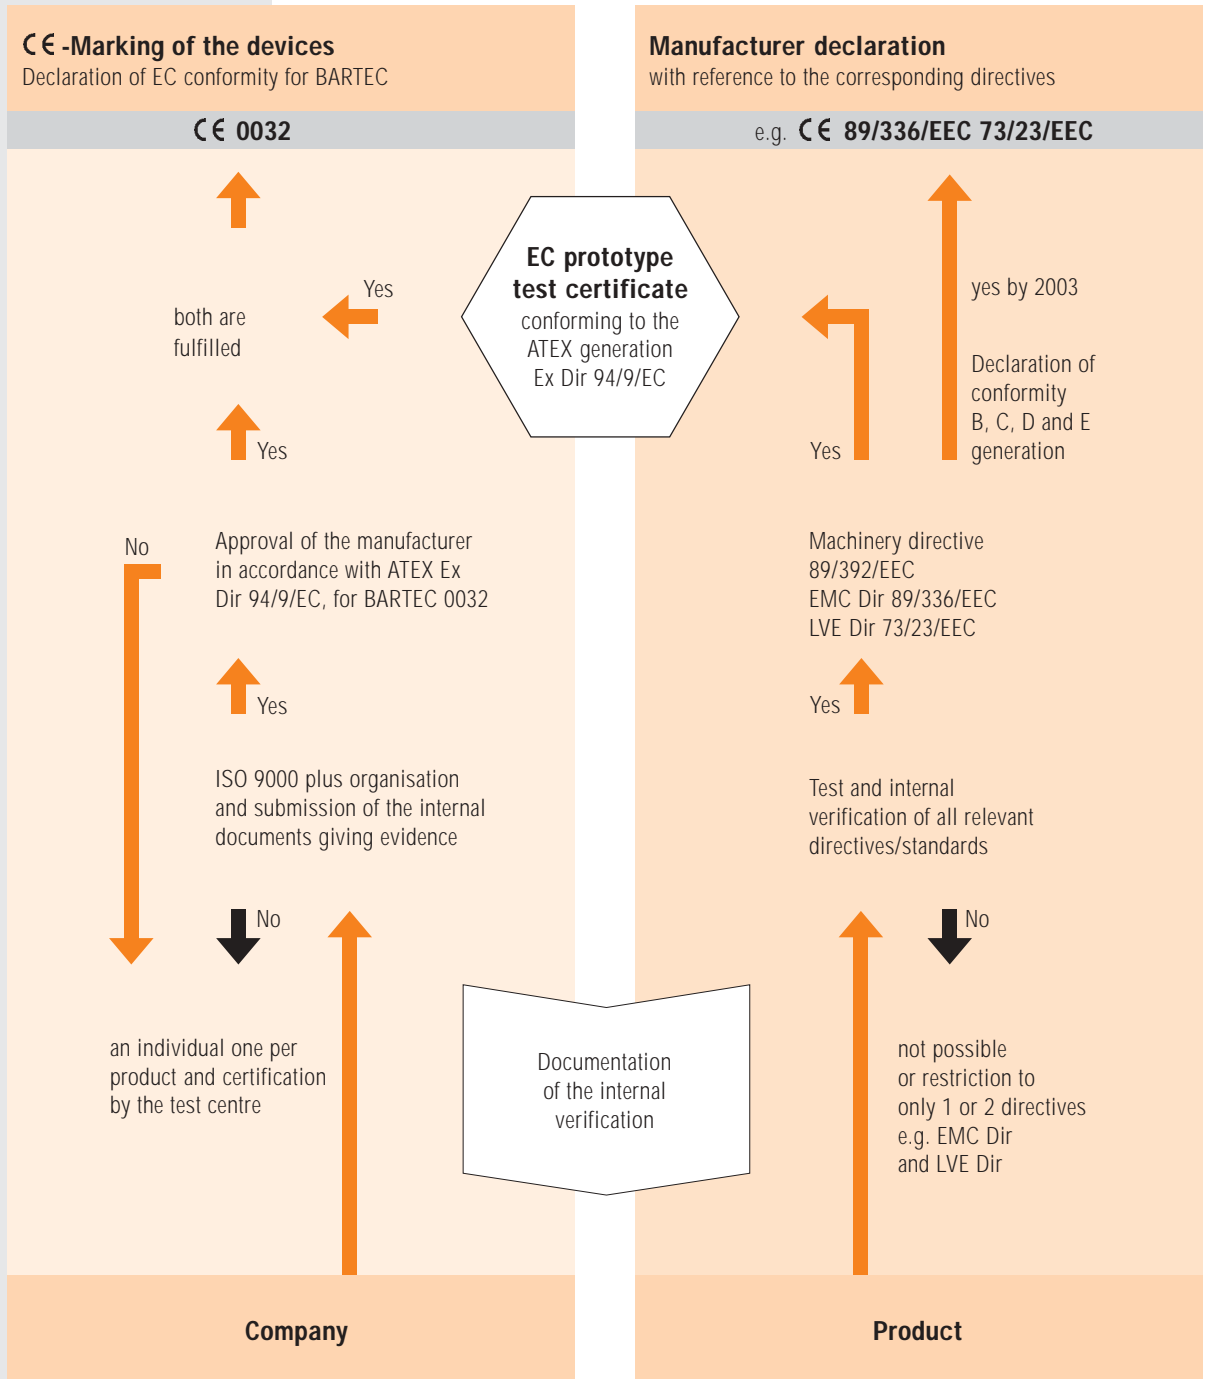 CE -Marking of the devices
Declaration of EC conformity for BARTEC
CE 0032
both are
fulfilled
Yes
Yes
No
Approval of the manufacturer
in accordance with ATEX Ex
Dir 94/9/EC, for BARTEC 0032
Yes
ISO 9000 plus organisation
and submission of the internal
documents giving evidence
No
an individual one per
product and certification
by the test centre
Company
EC prototype
test certificate
conforming to the
ATEX generation
Ex Dir 94/9/EC
Documentation
of the internal
verification
Manufacturer declaration
with reference to the corresponding directives
e.g. CE 89/336/EEC 73/23/EEC
yes by 2003
Declaration of
conformity
B, C, D and E
generation
Yes
Machinery directive
89/392/EEC
EMC Dir 89/336/EEC
LVE Dir 73/23/EEC
Yes
Test and internal
verification of all relevant
directives/standards
No
not possible
or restriction to
only 1 or 2 directives
e.g. EMC Dir
and LVE Dir
Product